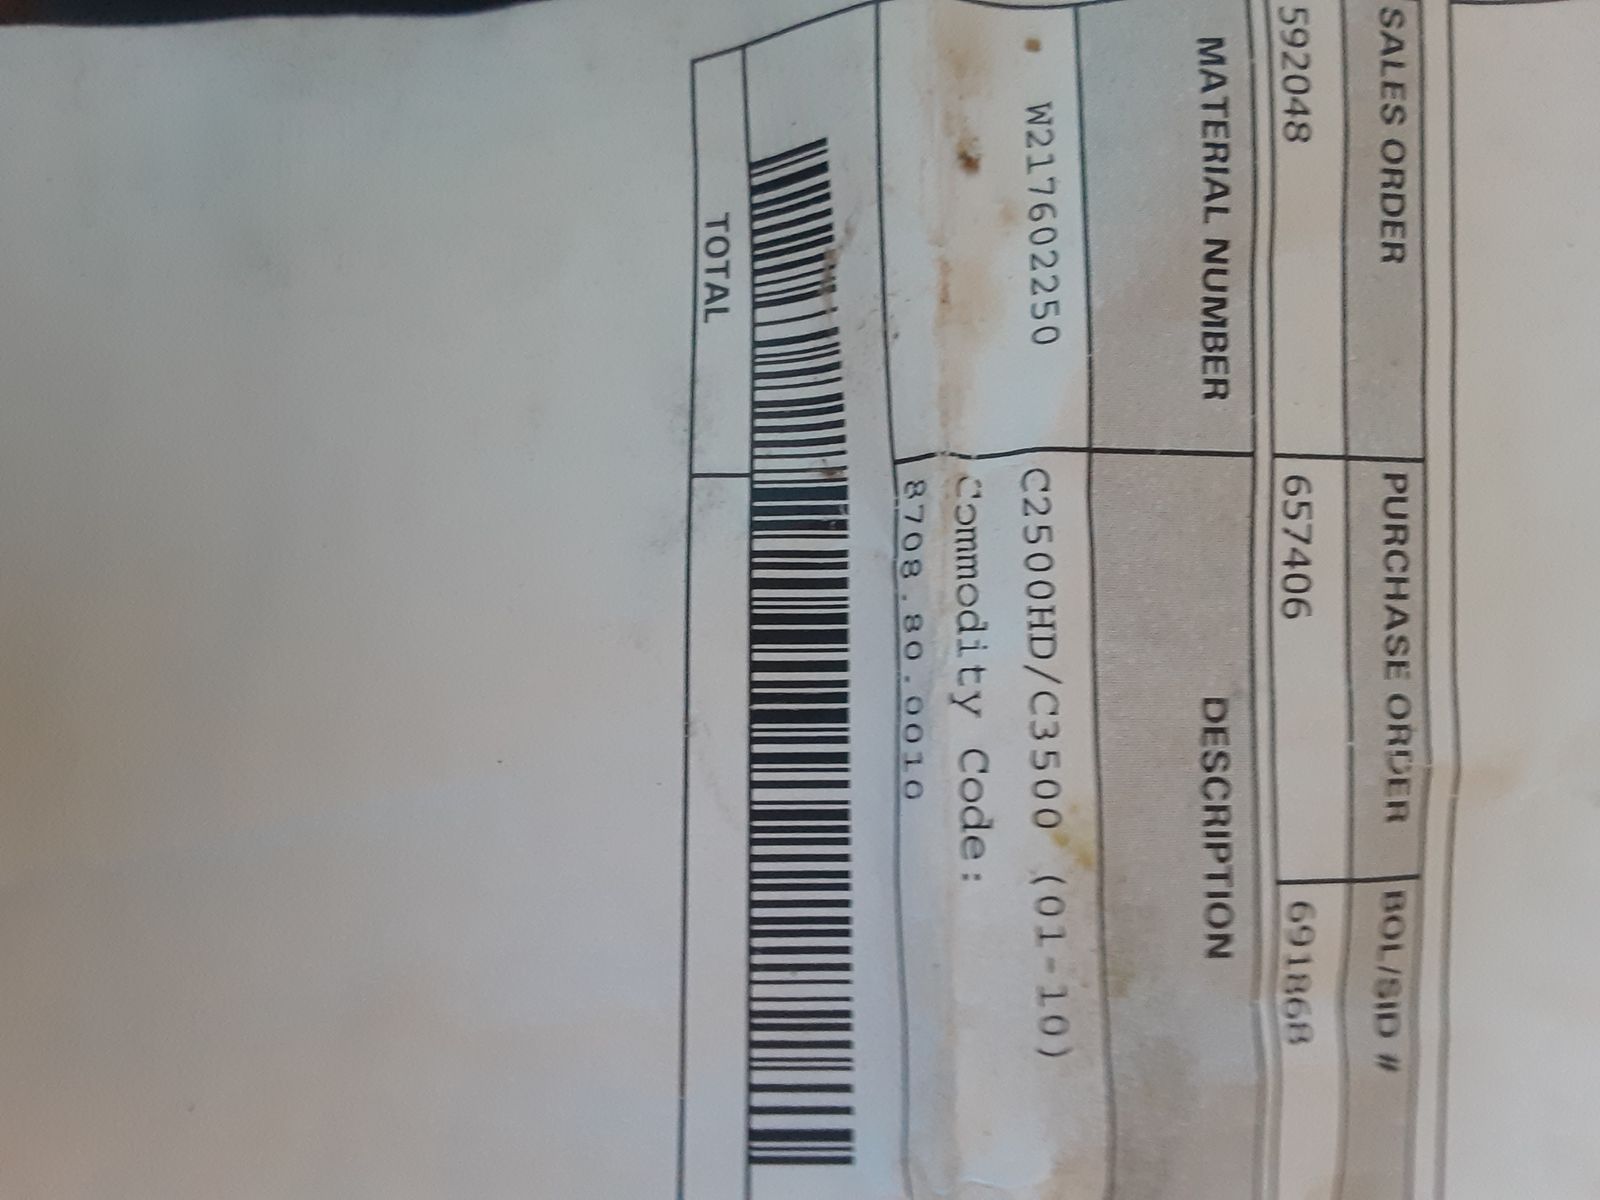 SALES ORDER PURCHASE ORDER BOL/SID #
592048 657406 691868
MATERIAL NUMBER DESCRIPTION
W217602250 C2500HD/C3500 (01-10)
Commodity Code:
8708.80.0010
TOTAL